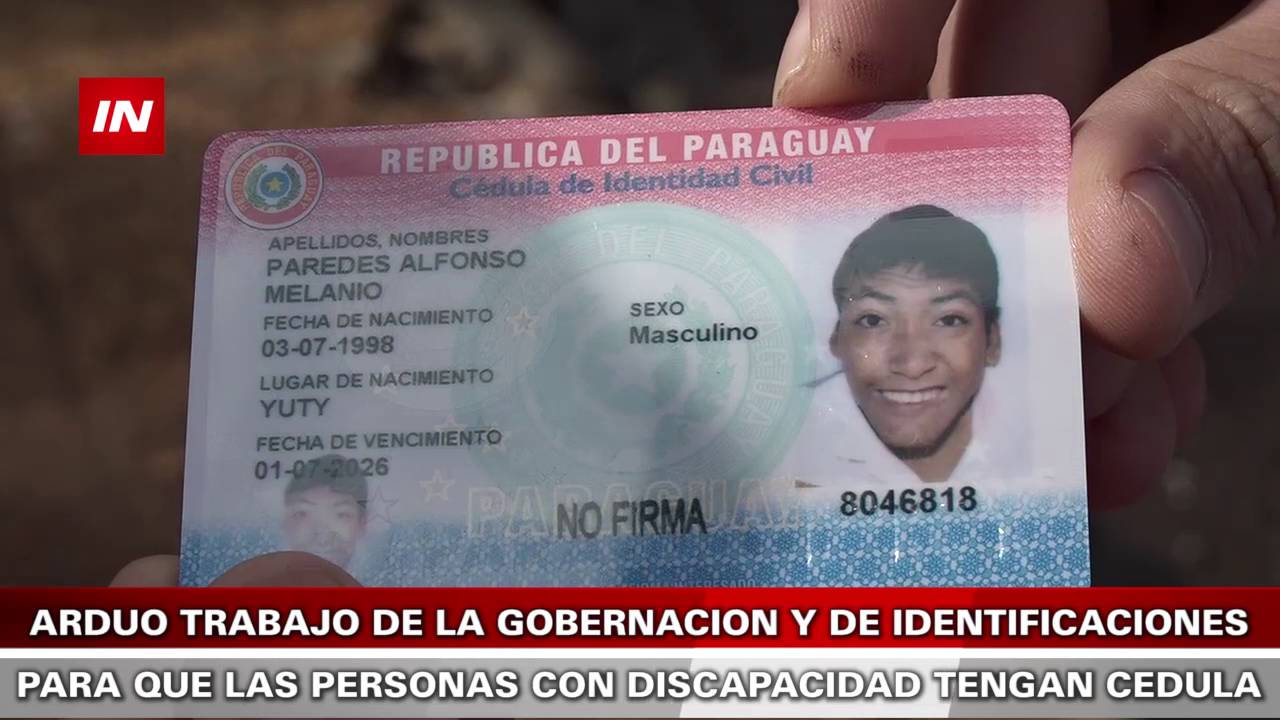 IN
REPUBLICA DEL PARAGUAY
Cédula de Identidad Civil
APELLIDOS, NOMBRES
PAREDES ALFONSO
MELANIO
FECHA DE NACIMIENTO
03-07-1998
SEXO
Masculino
LUGAR DE NACIMIENTO
YUTY
FECHA DE VENCIMIENTO
01-07-2026
PARAGUAY
NO FIRMA
8046818
ARDUO TRABAJO DE LA GOBERNACION Y DE IDENTIFICACIONES
PARA QUE LAS PERSONAS CON DISCAPACIDAD TENGAN CEDULA